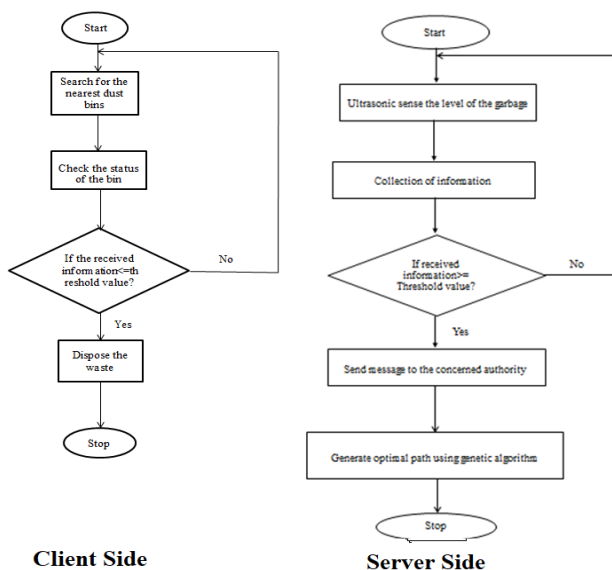 Start
Search for the
nearest dust
bins
Check the status
of the bin
If the received
information<=th
reshold value?
No
Yes
Dispose the
waste
Stop
Client Side
Start
Ultrasonic sense the level of the garbage
Collection of information
If received
information>=
Threshold value?
No
Yes
Send message to the concerned authority
Generate optimal path using genetic algorithm
Stop
Server Side